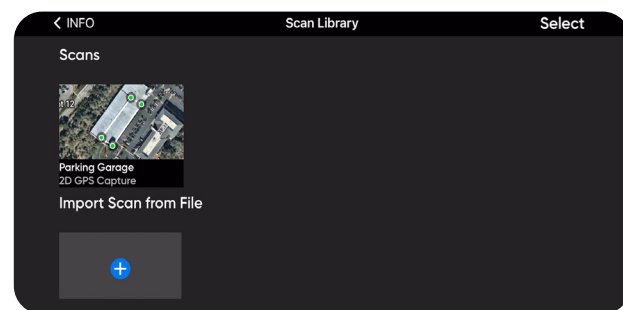 INFO
Scan Library
Select
Scans
Parking Garage
2D GPS Capture
Import Scan from File